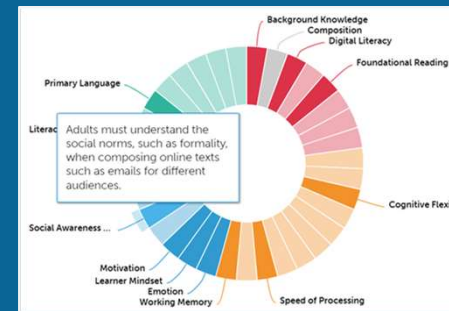 Background Knowledge
Composition
Digital Literacy
Foundational Reading
Primary Language
Literac
Adults must understand the
social norms, such as formality,
when composing online texts
such as emails for different
audiences.
Cognitive Flexi
Social Awareness ...
Motivation
Learner Mindset
Emotion
Working Memory
Speed of Processing